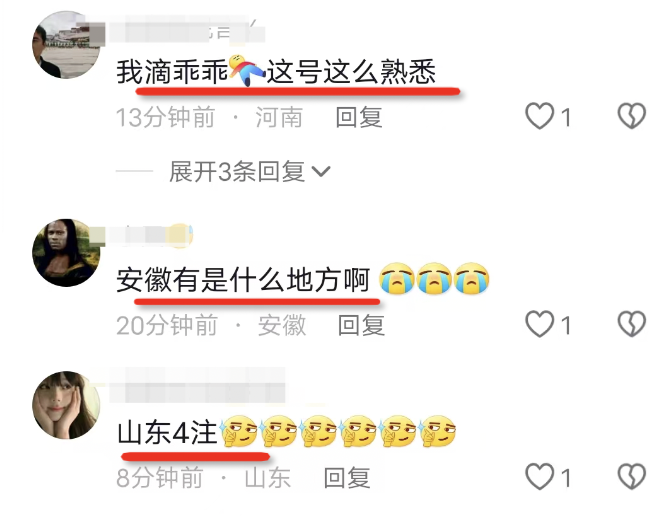 我滴乖乖这号这么熟悉
13分钟前 · 河南 回复 1
展开3条回复
安徽有是什么地方啊
20分钟前 · 安徽 回复 1
山东4注
8分钟前 · 山东 回复 1